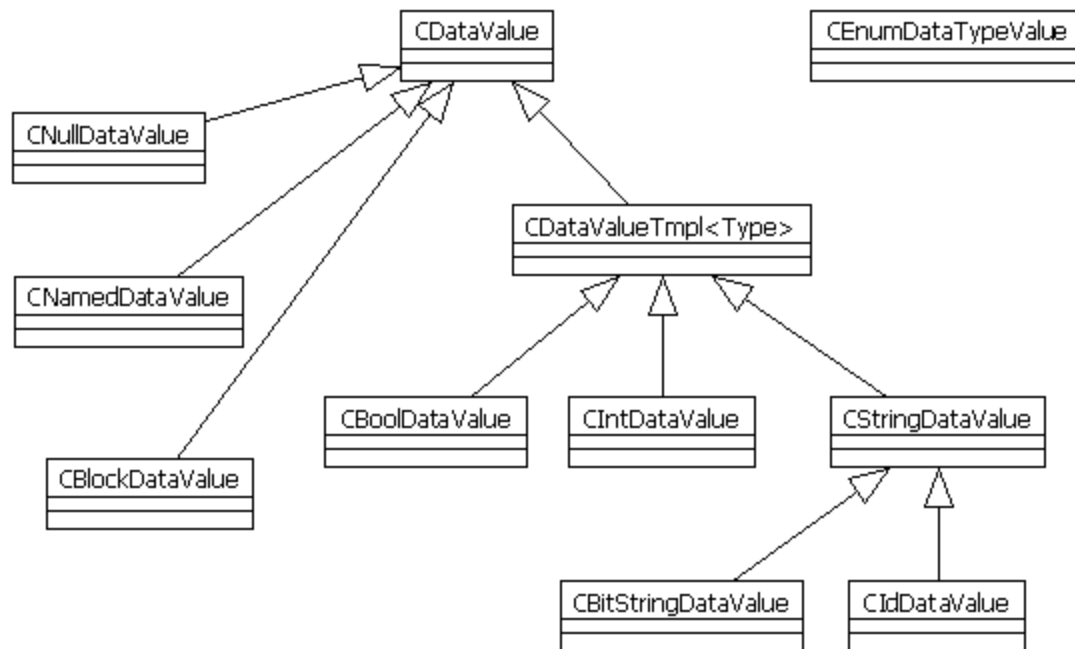 CDataValue
CEnumDataTypeValue
CNullDataValue
CDataValueTmpl<Type>
CNamedDataValue
CBoolDataValue
CIntDataValue
CStringDataValue
CBlockDataValue
CBitStringDataValue
CIdDataValue